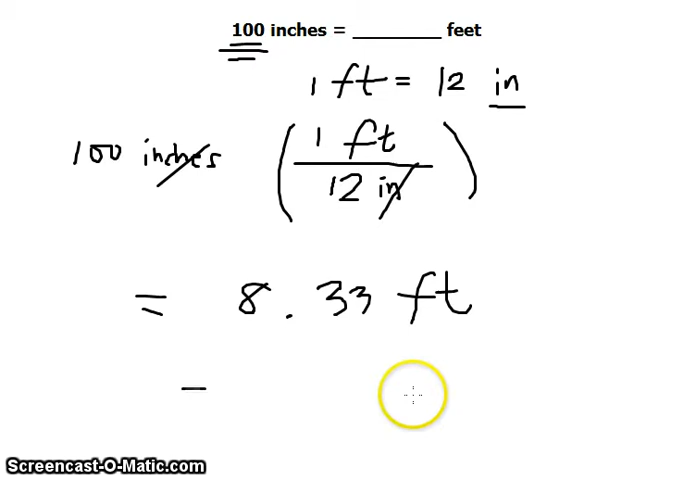 100 inches = _________ feet
1 ft = 12 in
100 inches ( 1 ft / 12 in )
= 8.33 ft
–
Screencast-O-Matic.com